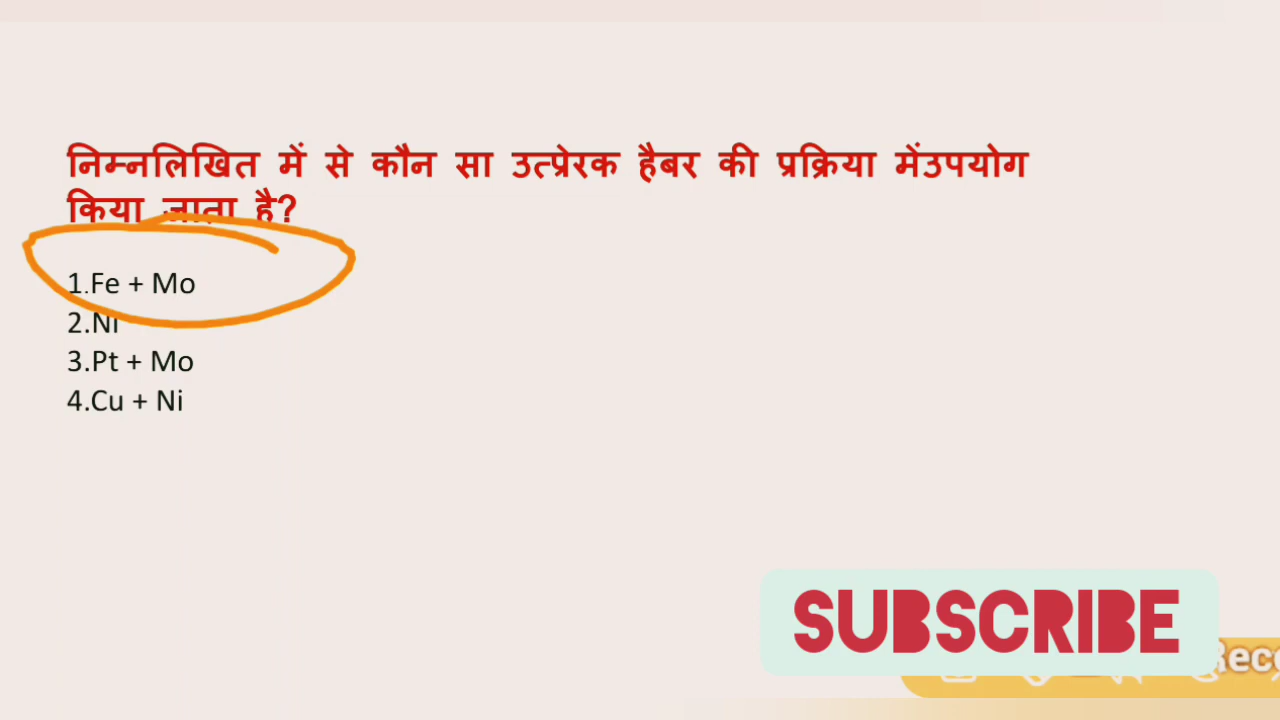 निम्नलिखित में से कौन सा उत्प्रेरक हैबर की प्रक्रिया मेंउपयोग
किया जाता है?
1.Fe + Mo
2.Ni
3.Pt + Mo
4.Cu + Ni
SUBSCRIBE